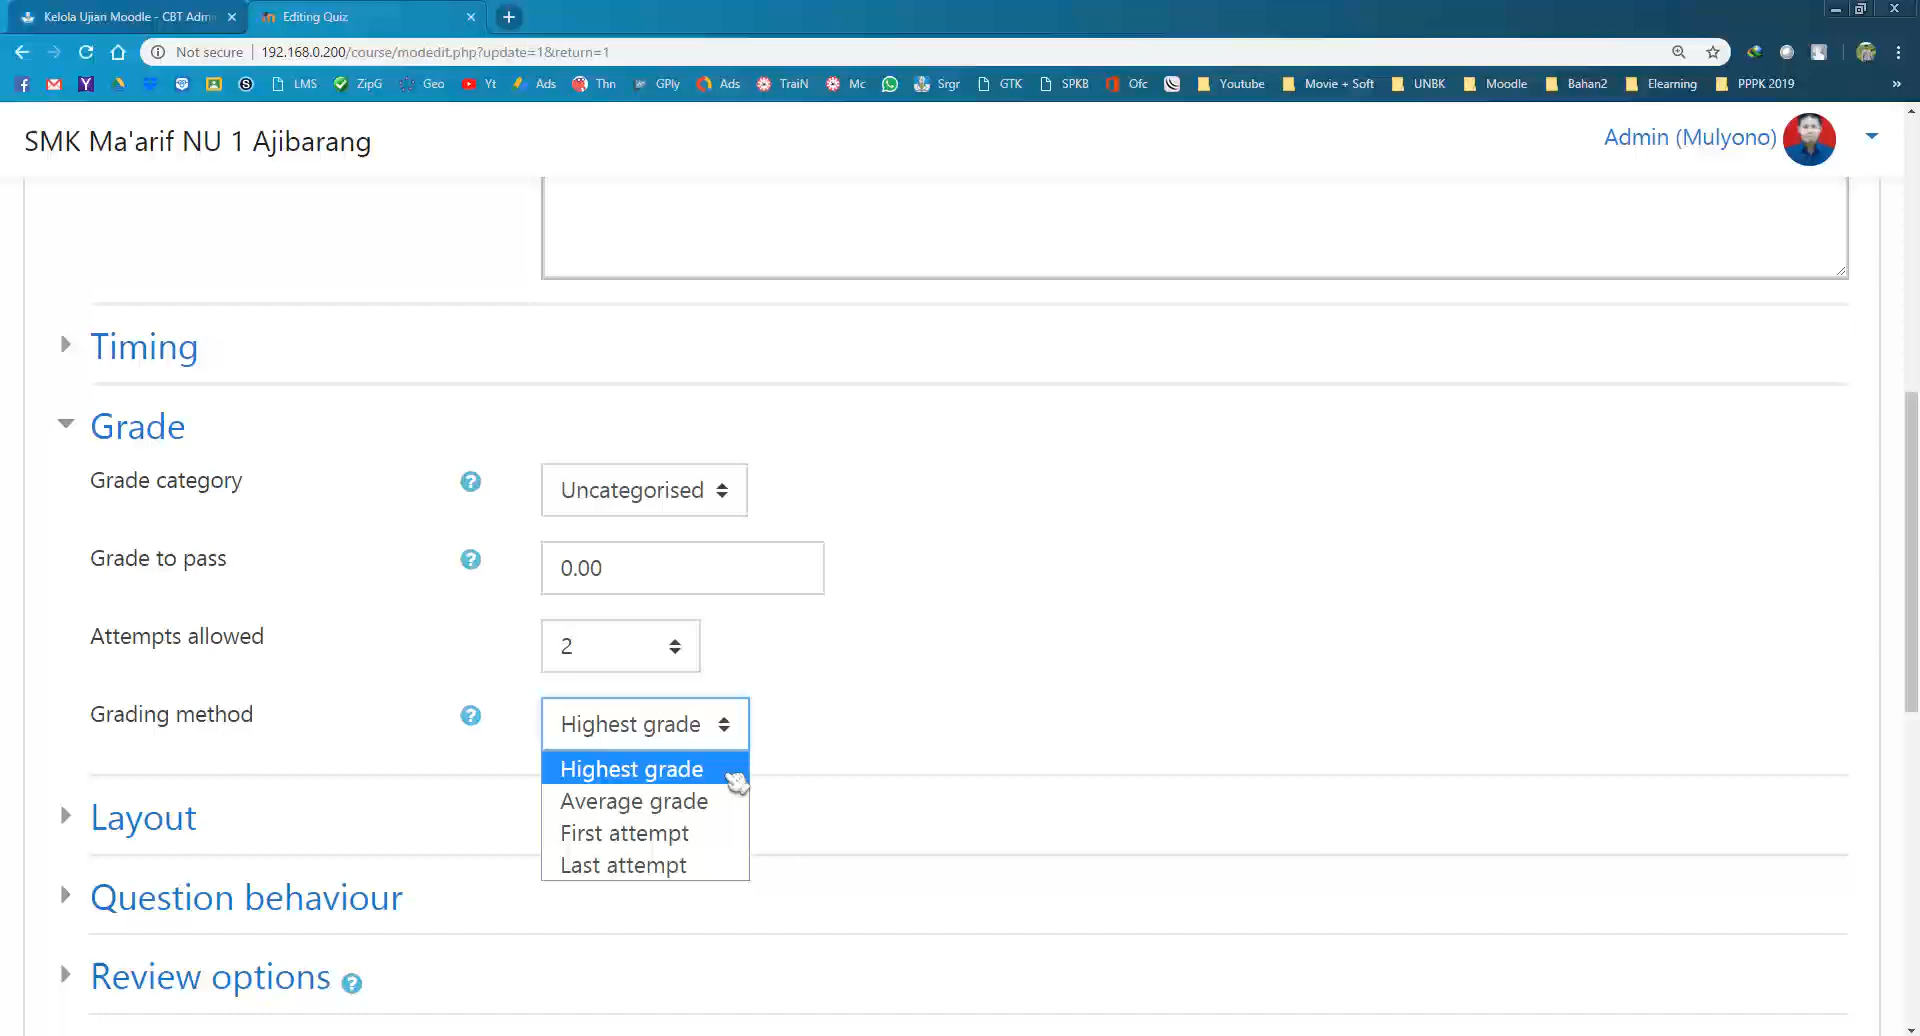 Kelola Ujian Moodle - CBT Adm
Editing Quiz
Not secure
192.168.0.200/course/modedit.php?update=1&return=1
LMS
ZipG
Geo
Yt
Ads
Thn
GPly
Ads
TraiN
Mc
Srgr
GTK
SPKB
Ofc
Youtube
Movie + Soft
UNBK
Moodle
Bahan2
Elearning
PPPK 2019
»
SMK Ma'arif NU 1 Ajibarang
Admin (Mulyono)
Timing
Grade
Grade category
Uncategorised
Grade to pass
0.00
Attempts allowed
2
Grading method
Highest grade
Highest grade
Average grade
First attempt
Last attempt
Layout
Question behaviour
Review options